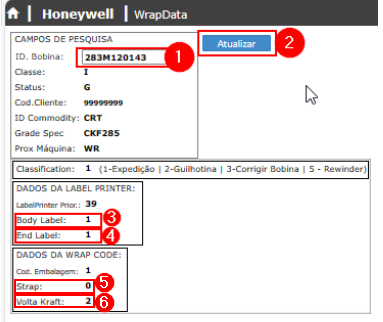 Honeywell | WrapData
CAMPOS DE PESQUISA
ID. Bobina: 283M120143 1
Atualizar 2
Classe: I
Status: G
Cod.Cliente: 99999999
ID Commodity: CRT
Grade Spec CKF285
Prox Máquina: WR
Classification: 1 (1-Expedição | 2-Guilhotina | 3-Corrigir Bobina | 5 - Rewinder)
DADOS DA LABEL PRINTER:
LabelPrinter Prior.: 39
Body Label: 1 3
End Label: 1 4
DADOS DA WRAP CODE:
Cod. Embalagem: 1
Strap: 0 5
Volta Kraft: 2 6